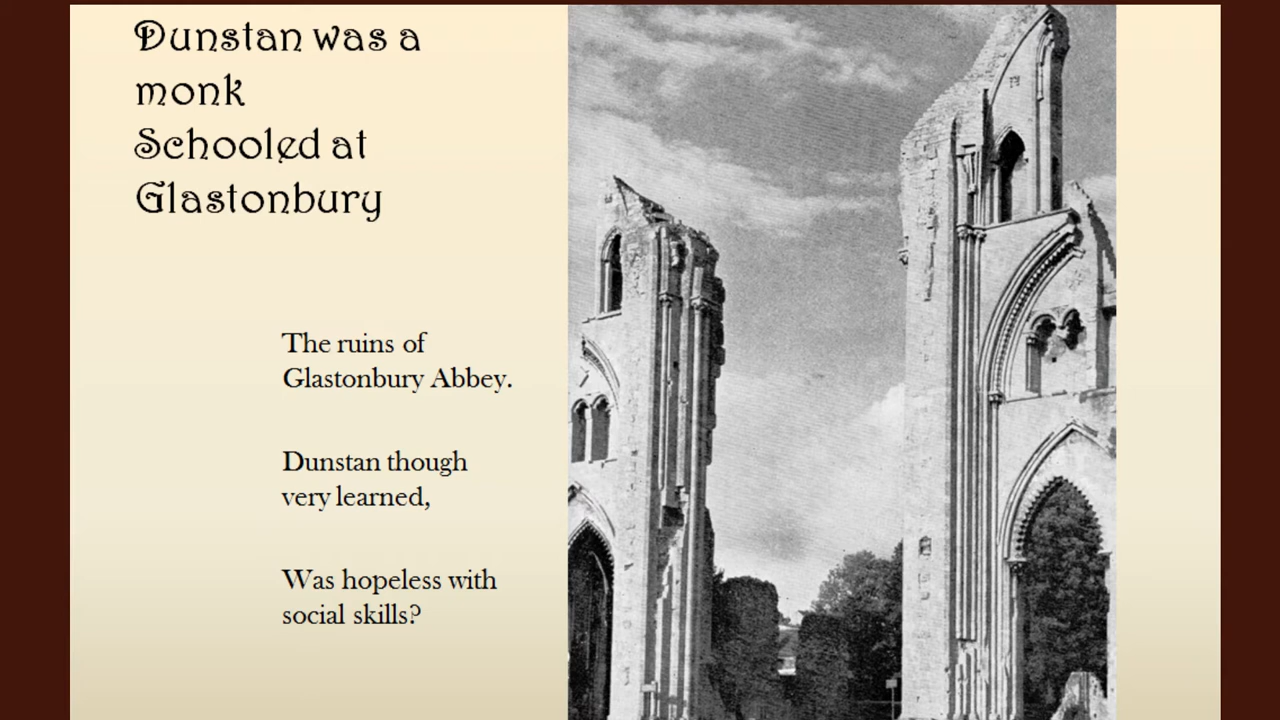 Dunstan was a
monk
Schooled at
Glastonbury
The ruins of
Glastonbury Abbey.
Dunstan though
very learned,
Was hopeless with
social skills?